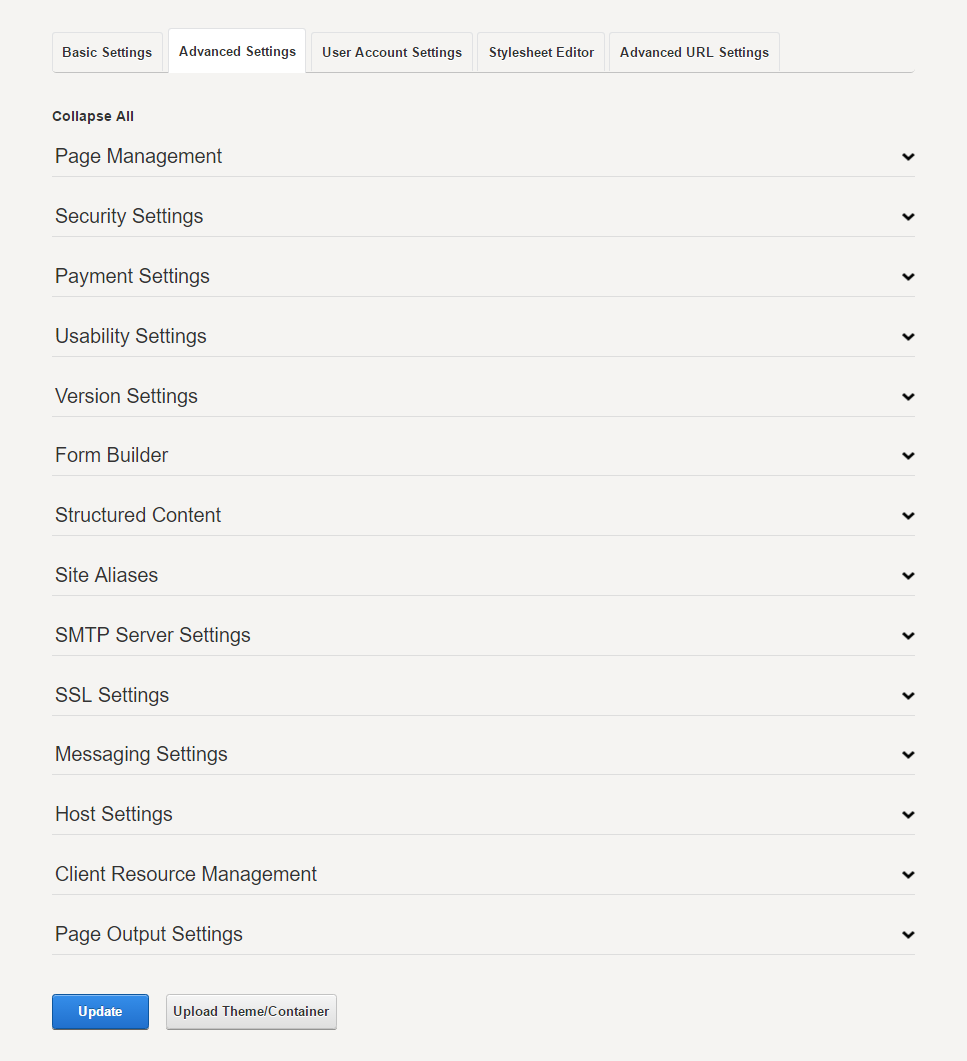 Basic Settings Advanced Settings User Account Settings Stylesheet Editor Advanced URL Settings
Collapse All
Page Management
Security Settings
Payment Settings
Usability Settings
Version Settings
Form Builder
Structured Content
Site Aliases
SMTP Server Settings
SSL Settings
Messaging Settings
Host Settings
Client Resource Management
Page Output Settings
Update Upload Theme/Container